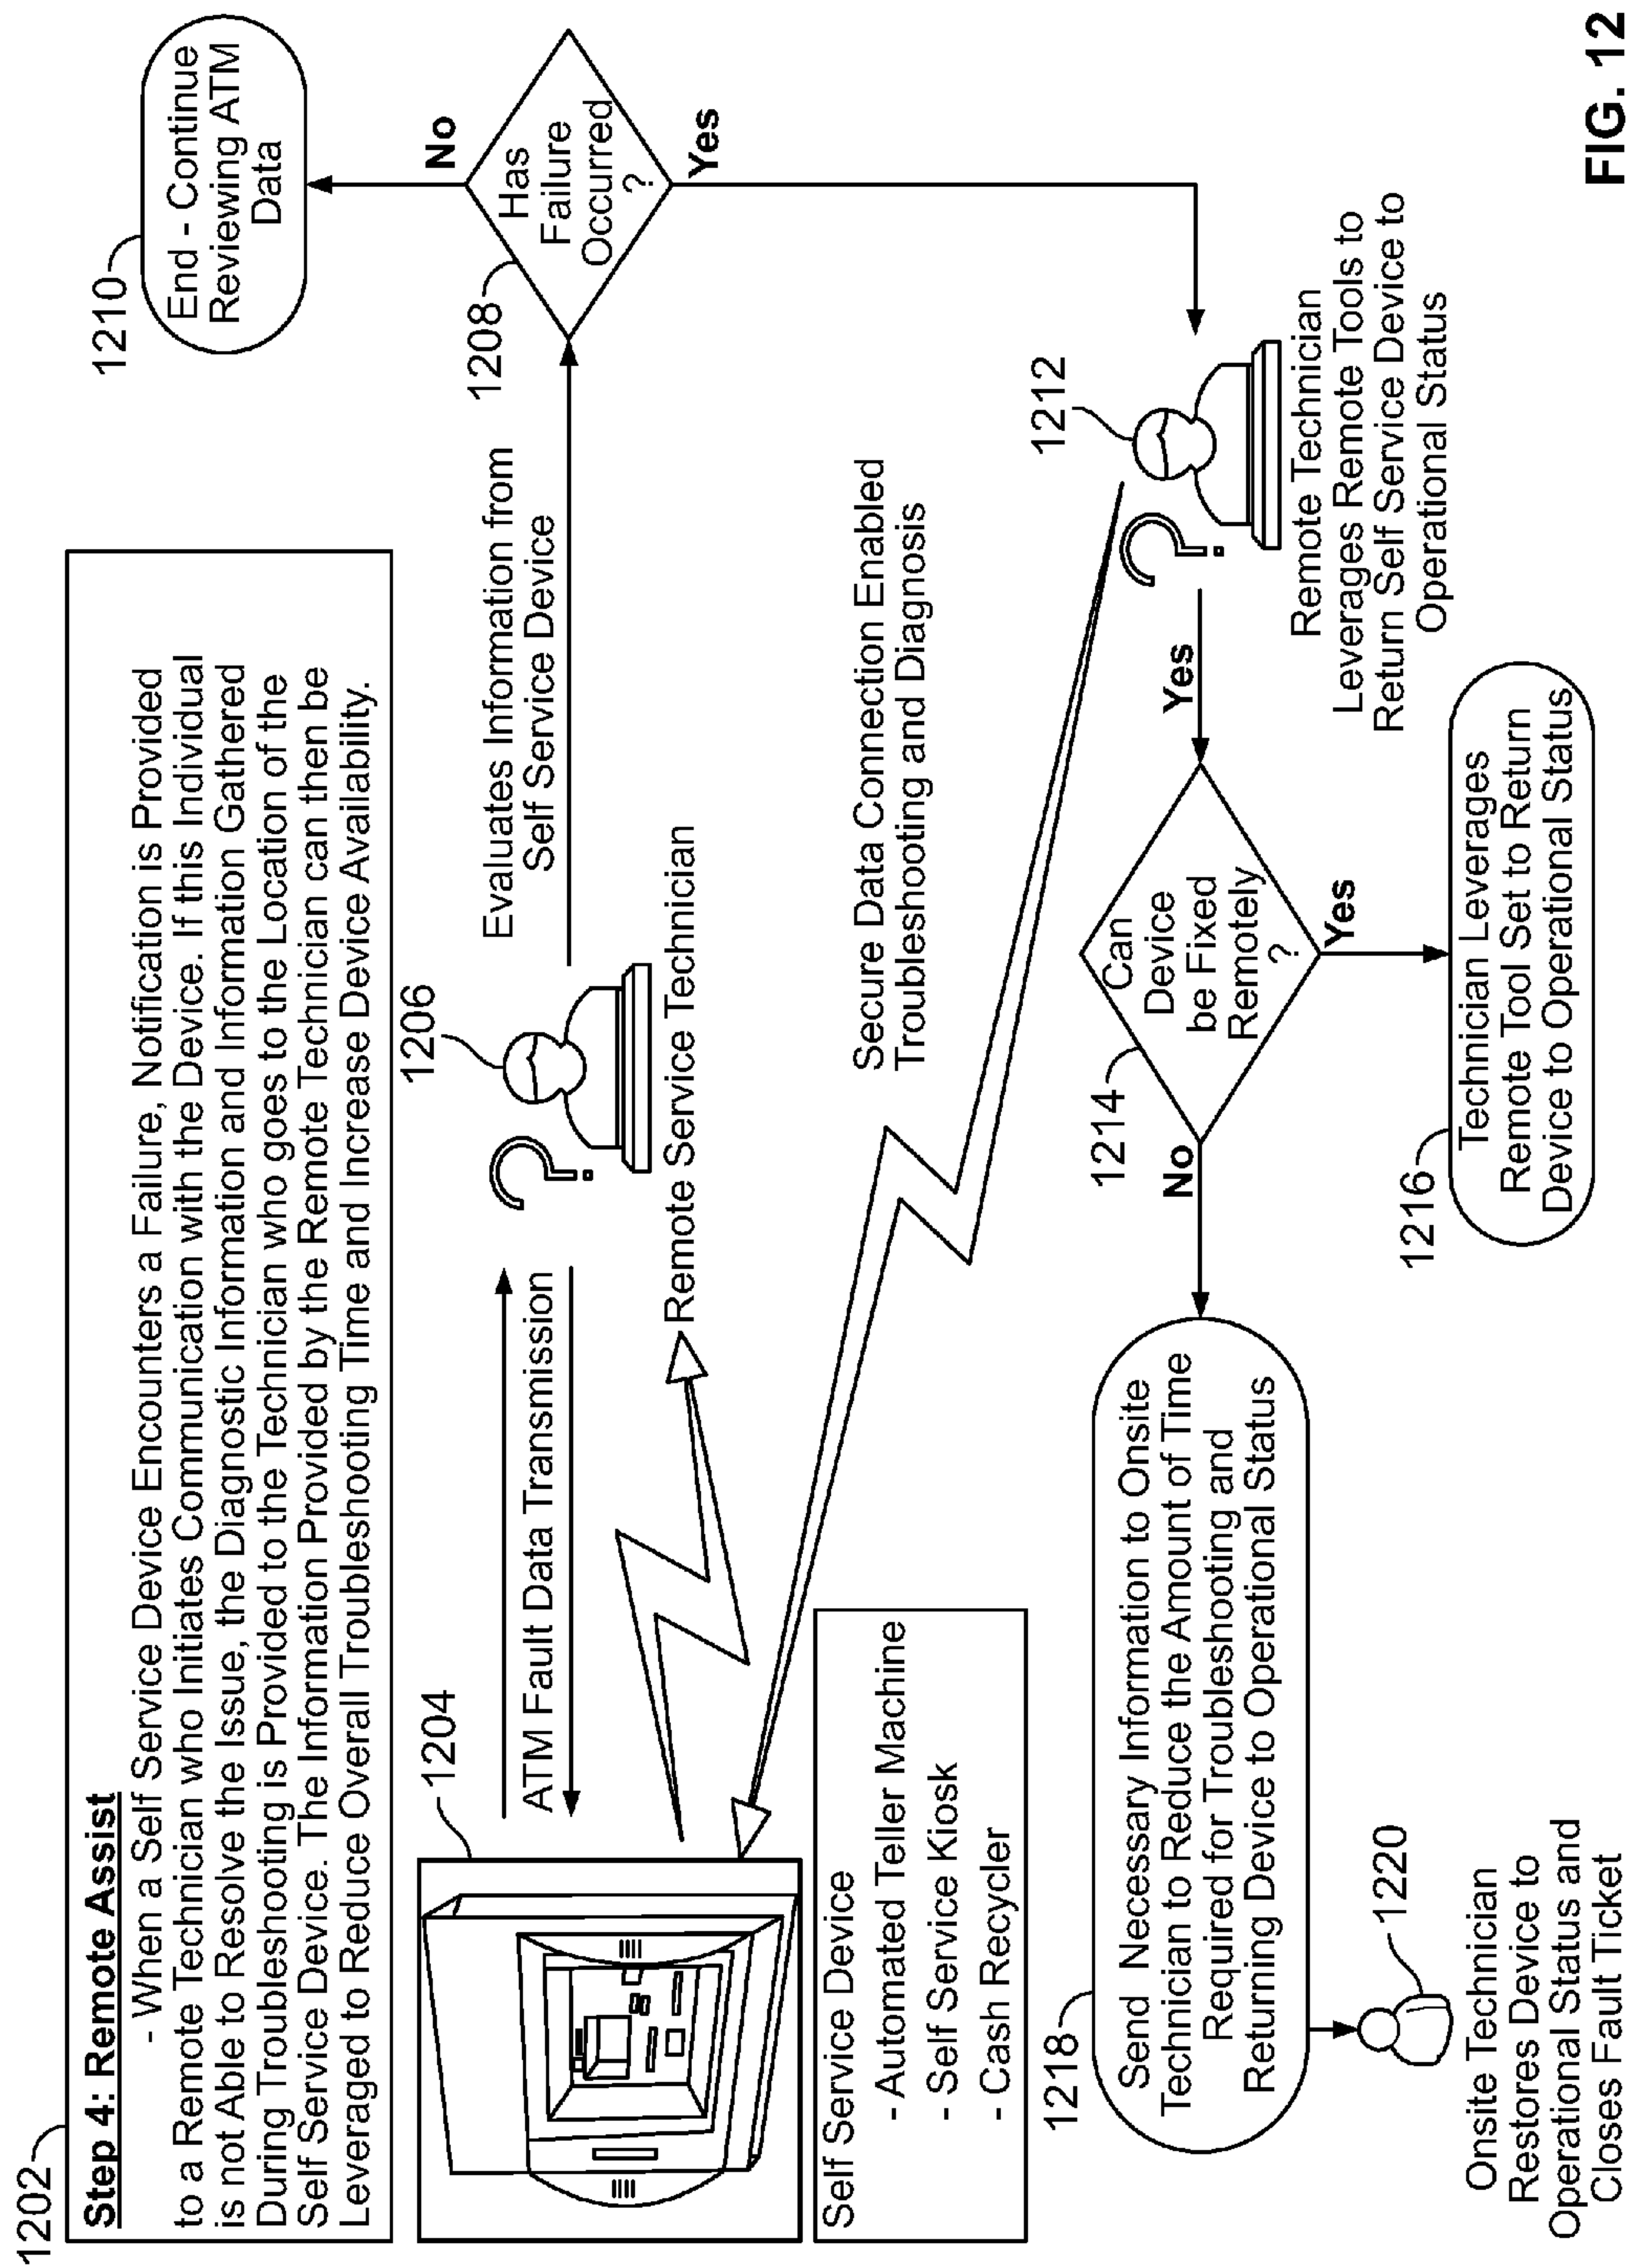 1202
Step 4: Remote Assist
- When a Self Service Device Encounters a Failure, Notification is Provided
to a Remote Technician who Initiates Communication with the Device. If this Individual
is not Able to Resolve the Issue, the Diagnostic Information and Information Gathered
During Troubleshooting is Provided to the Technician who goes to the Location of the
Self Service Device. The Information Provided by the Remote Technician can then be
Leveraged to Reduce Overall Troubleshooting Time and Increase Device Availability.
1204
ATM Fault Data Transmission
1206
Remote Service Technician
Evaluates Information from
Self Service Device
1208
Has
Failure
Occurred
?
No
Yes
1210
End - Continue
Reviewing ATM
Data
Self Service Device
- Automated Teller Machine
- Self Service Kiosk
- Cash Recycler
Secure Data Connection Enabled
Troubleshooting and Diagnosis
1212
Remote Technician
Leverages Remote Tools to
Return Self Service Device to
Operational Status
Yes
1214
Can
Device
be Fixed
Remotely
?
No
Yes
1216
Technician Leverages
Remote Tool Set to Return
Device to Operational Status
1218
Send Necessary Information to Onsite
Technician to Reduce the Amount of Time
Required for Troubleshooting and
Returning Device to Operational Status
1220
Onsite Technician
Restores Device to
Operational Status and
Closes Fault Ticket
FIG. 12